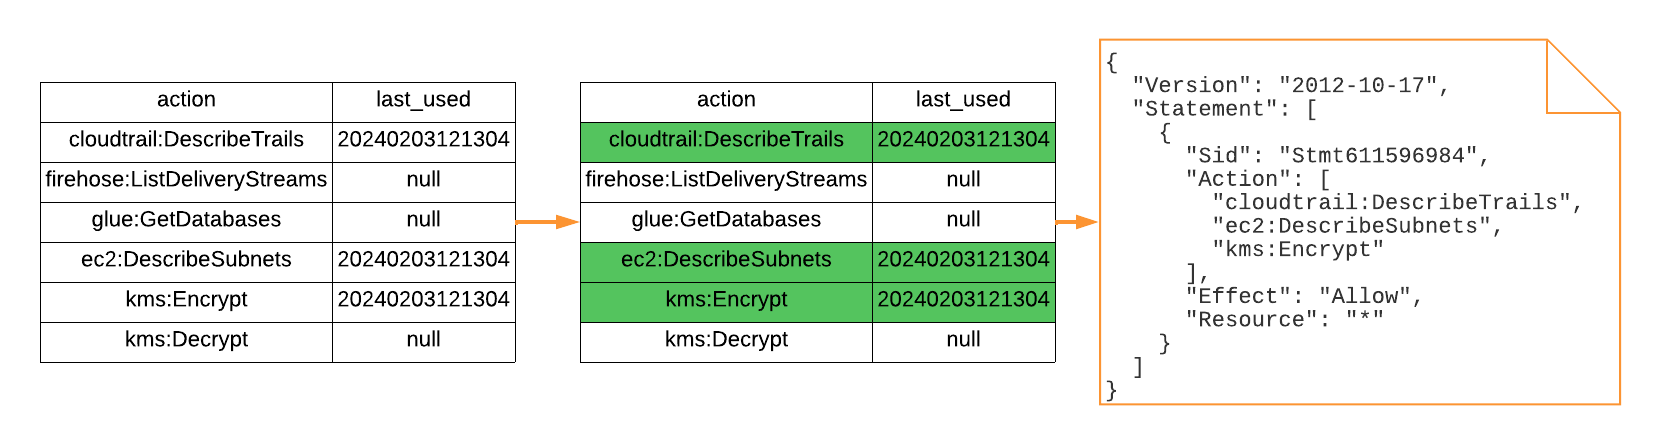 action last_used
cloudtrail:DescribeTrails 20240203121304
firehose:ListDeliveryStreams null
glue:GetDatabases null
ec2:DescribeSubnets 20240203121304
kms:Encrypt 20240203121304
kms:Decrypt null
action last_used
cloudtrail:DescribeTrails 20240203121304
firehose:ListDeliveryStreams null
glue:GetDatabases null
ec2:DescribeSubnets 20240203121304
kms:Encrypt 20240203121304
kms:Decrypt null
{
  "Version": "2012-10-17",
  "Statement": [
    {
      "Sid": "Stmt611596984",
      "Action": [
        "cloudtrail:DescribeTrails",
        "ec2:DescribeSubnets",
        "kms:Encrypt"
      ],
      "Effect": "Allow",
      "Resource": "*"
    }
  ]
}